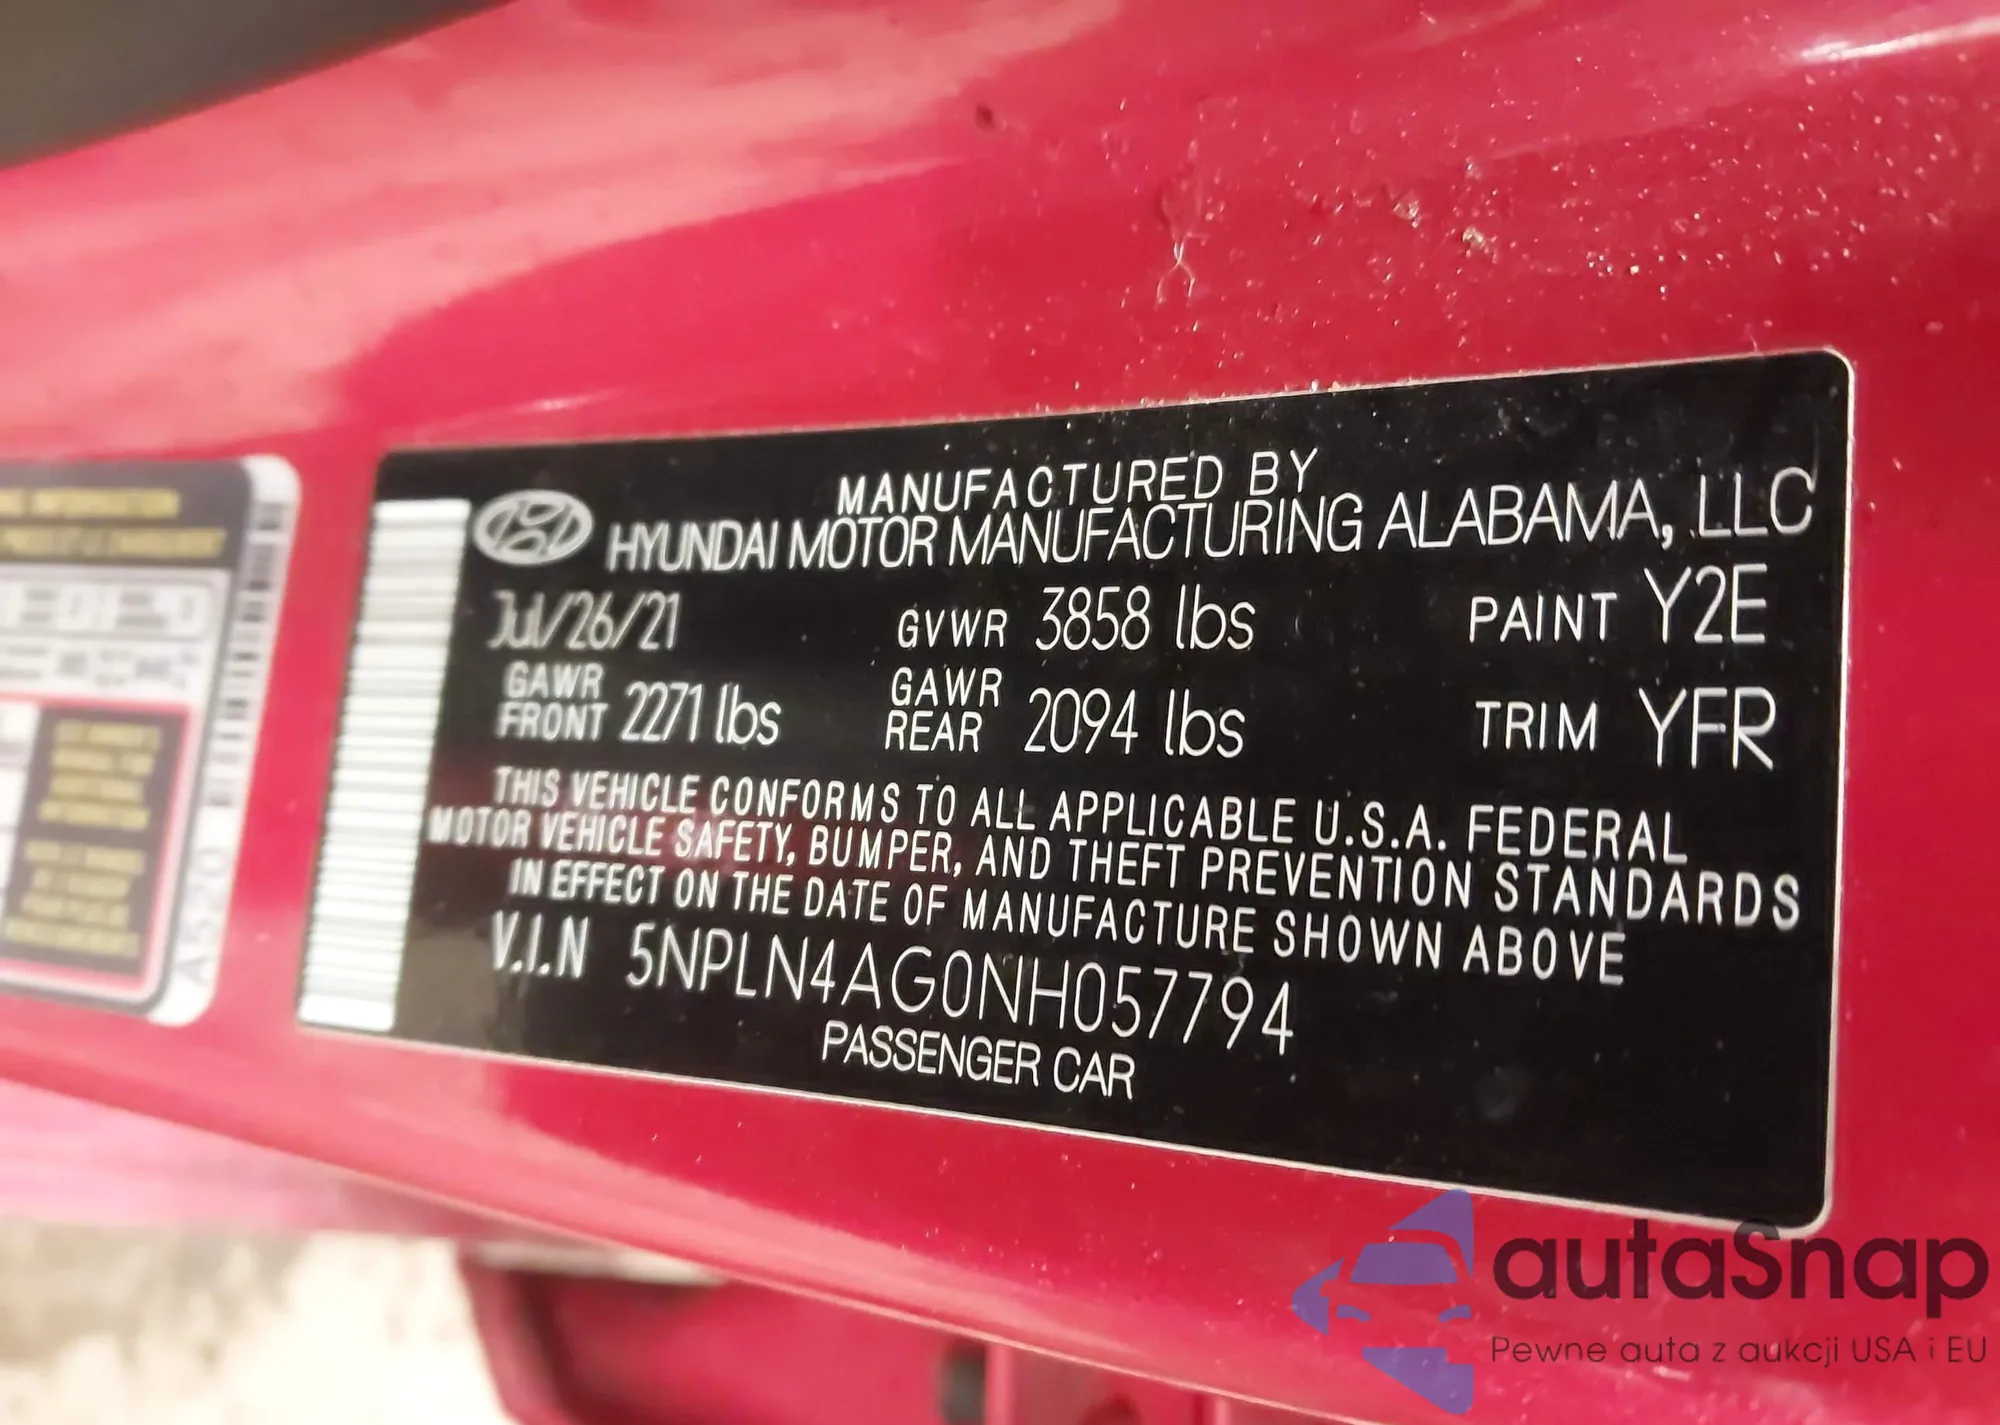 MANUFACTURED BY
HYUNDAI MOTOR MANUFACTURING ALABAMA, LLC
Jul/26/21 GVWR 3858 lbs PAINT Y2E
GAWR FRONT 2271 lbs GAWR REAR 2094 lbs TRIM YFR
THIS VEHICLE CONFORMS TO ALL APPLICABLE U.S.A. FEDERAL
MOTOR VEHICLE SAFETY, BUMPER, AND THEFT PREVENTION STANDARDS
IN EFFECT ON THE DATE OF MANUFACTURE SHOWN ABOVE
V.I.N 5NPLN4AG0NH057794
PASSENGER CAR
autaSnap
Pewne auta z aukcji USA i EU